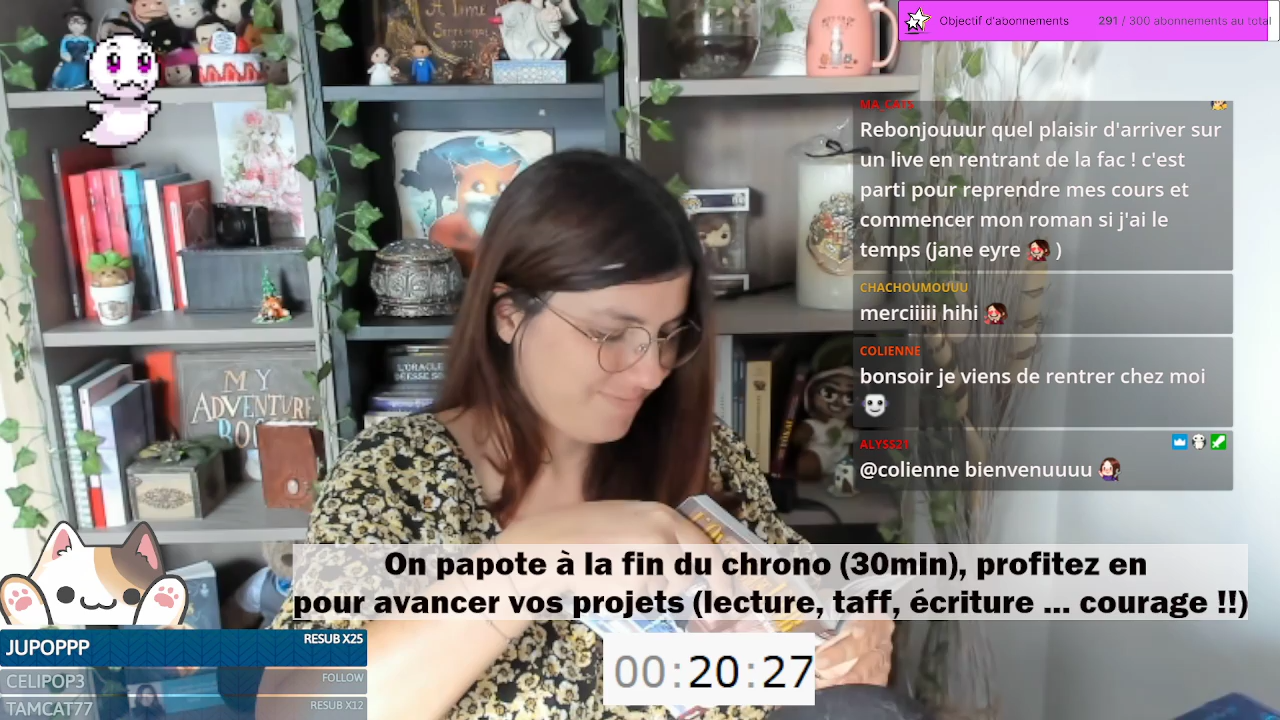 Objectif d'abonnements 291 / 300 abonnements au total
MA_CATS
Rebonjouuur quel plaisir d'arriver sur
un live en rentrant de la fac ! c'est
parti pour reprendre mes cours et
commencer mon roman si j'ai le
temps (jane eyre )
CHACHOUMOUUU
merciiiii hihi
COLIENNE
bonsoir je viens de rentrer chez moi
ALYSS21
@colienne bienvenuuuu
A Time
MY
ADVENTURE
BOOK
L'ORACLE
On papote à la fin du chrono (30min), profitez en
pour avancer vos projets (lecture, taff, écriture ... courage !!)
00:20:27
JUPOPPP RESUB X25
CELIPOP3 FOLLOW
TAMCAT77 RESUB X12